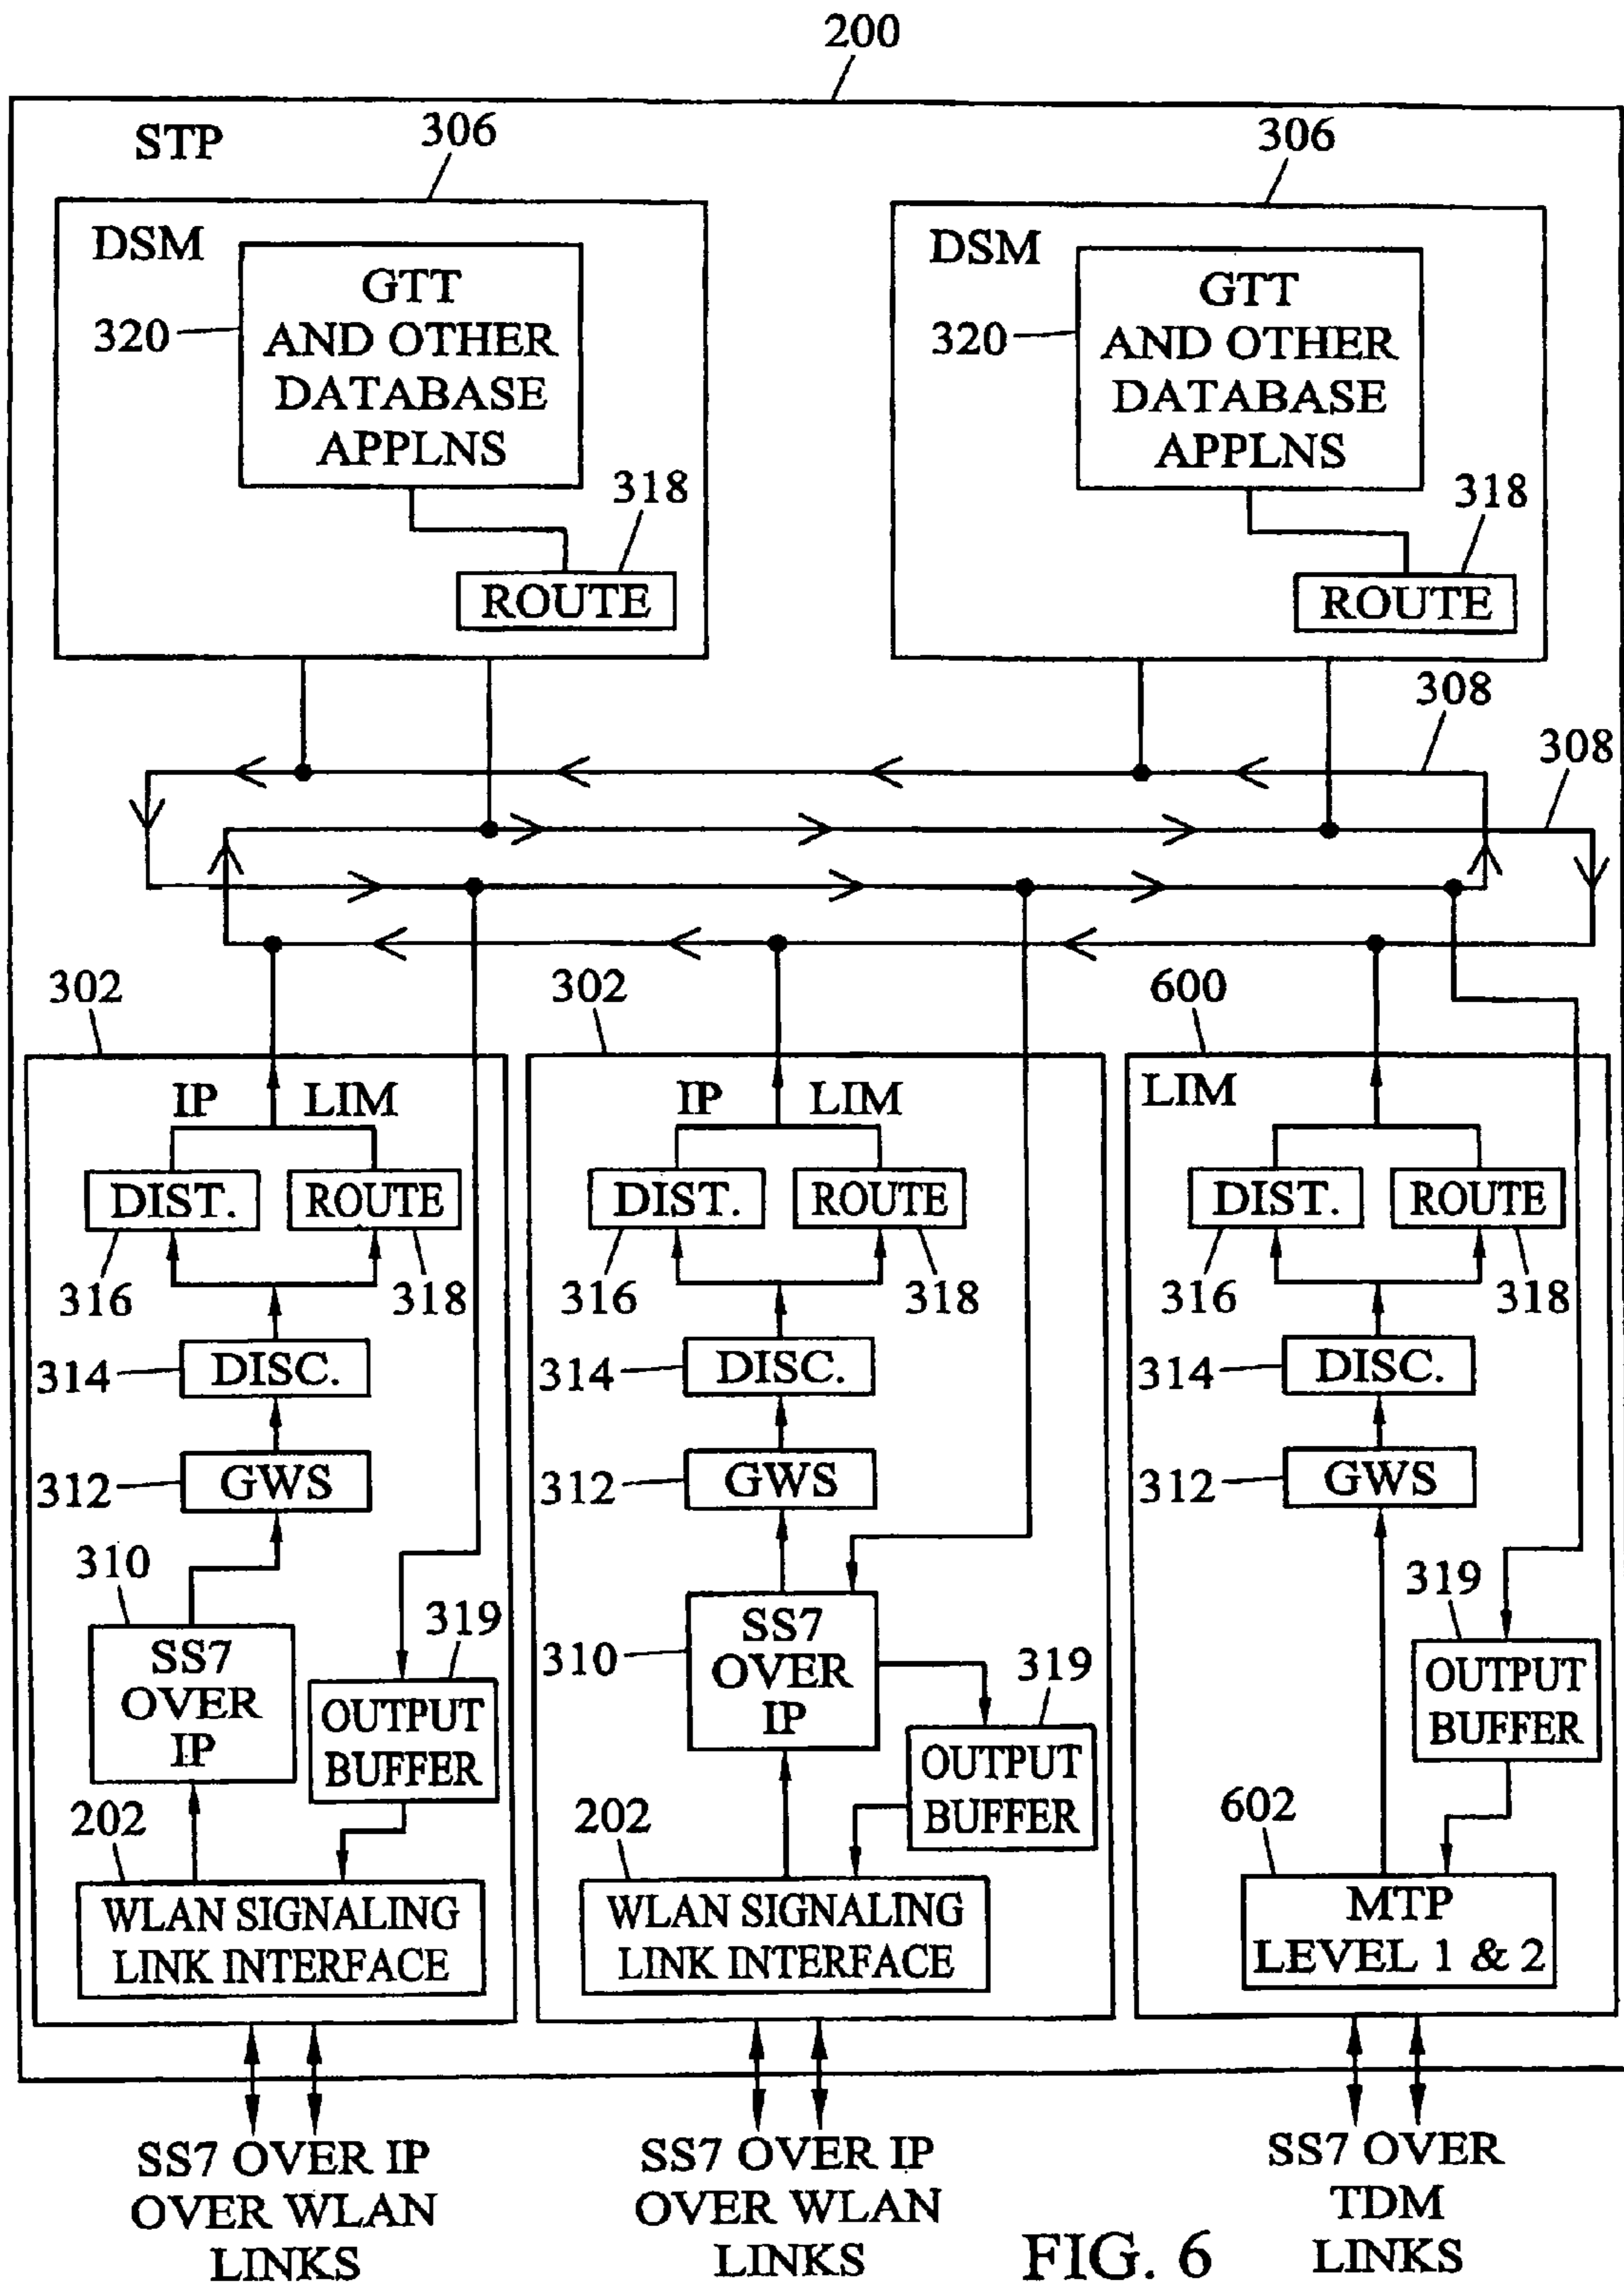 200
STP
306
306
DSM
GTT
AND OTHER
DATABASE
APPLNS
320
318
ROUTE
DSM
GTT
AND OTHER
DATABASE
APPLNS
320
318
ROUTE
308
308
302
IP LIM
DIST.
ROUTE
316
318
314
DISC.
312
GWS
310
SS7
OVER
IP
319
OUTPUT
BUFFER
202
WLAN SIGNALING
LINK INTERFACE
302
IP LIM
DIST.
ROUTE
316
318
314
DISC.
312
GWS
310
SS7
OVER
IP
319
OUTPUT
BUFFER
202
WLAN SIGNALING
LINK INTERFACE
600
LIM
DIST.
ROUTE
316
318
314
DISC.
312
GWS
319
OUTPUT
BUFFER
602
MTP
LEVEL 1 & 2
SS7 OVER IP
OVER WLAN
LINKS
SS7 OVER IP
OVER WLAN
LINKS
SS7 OVER
TDM
LINKS
FIG. 6